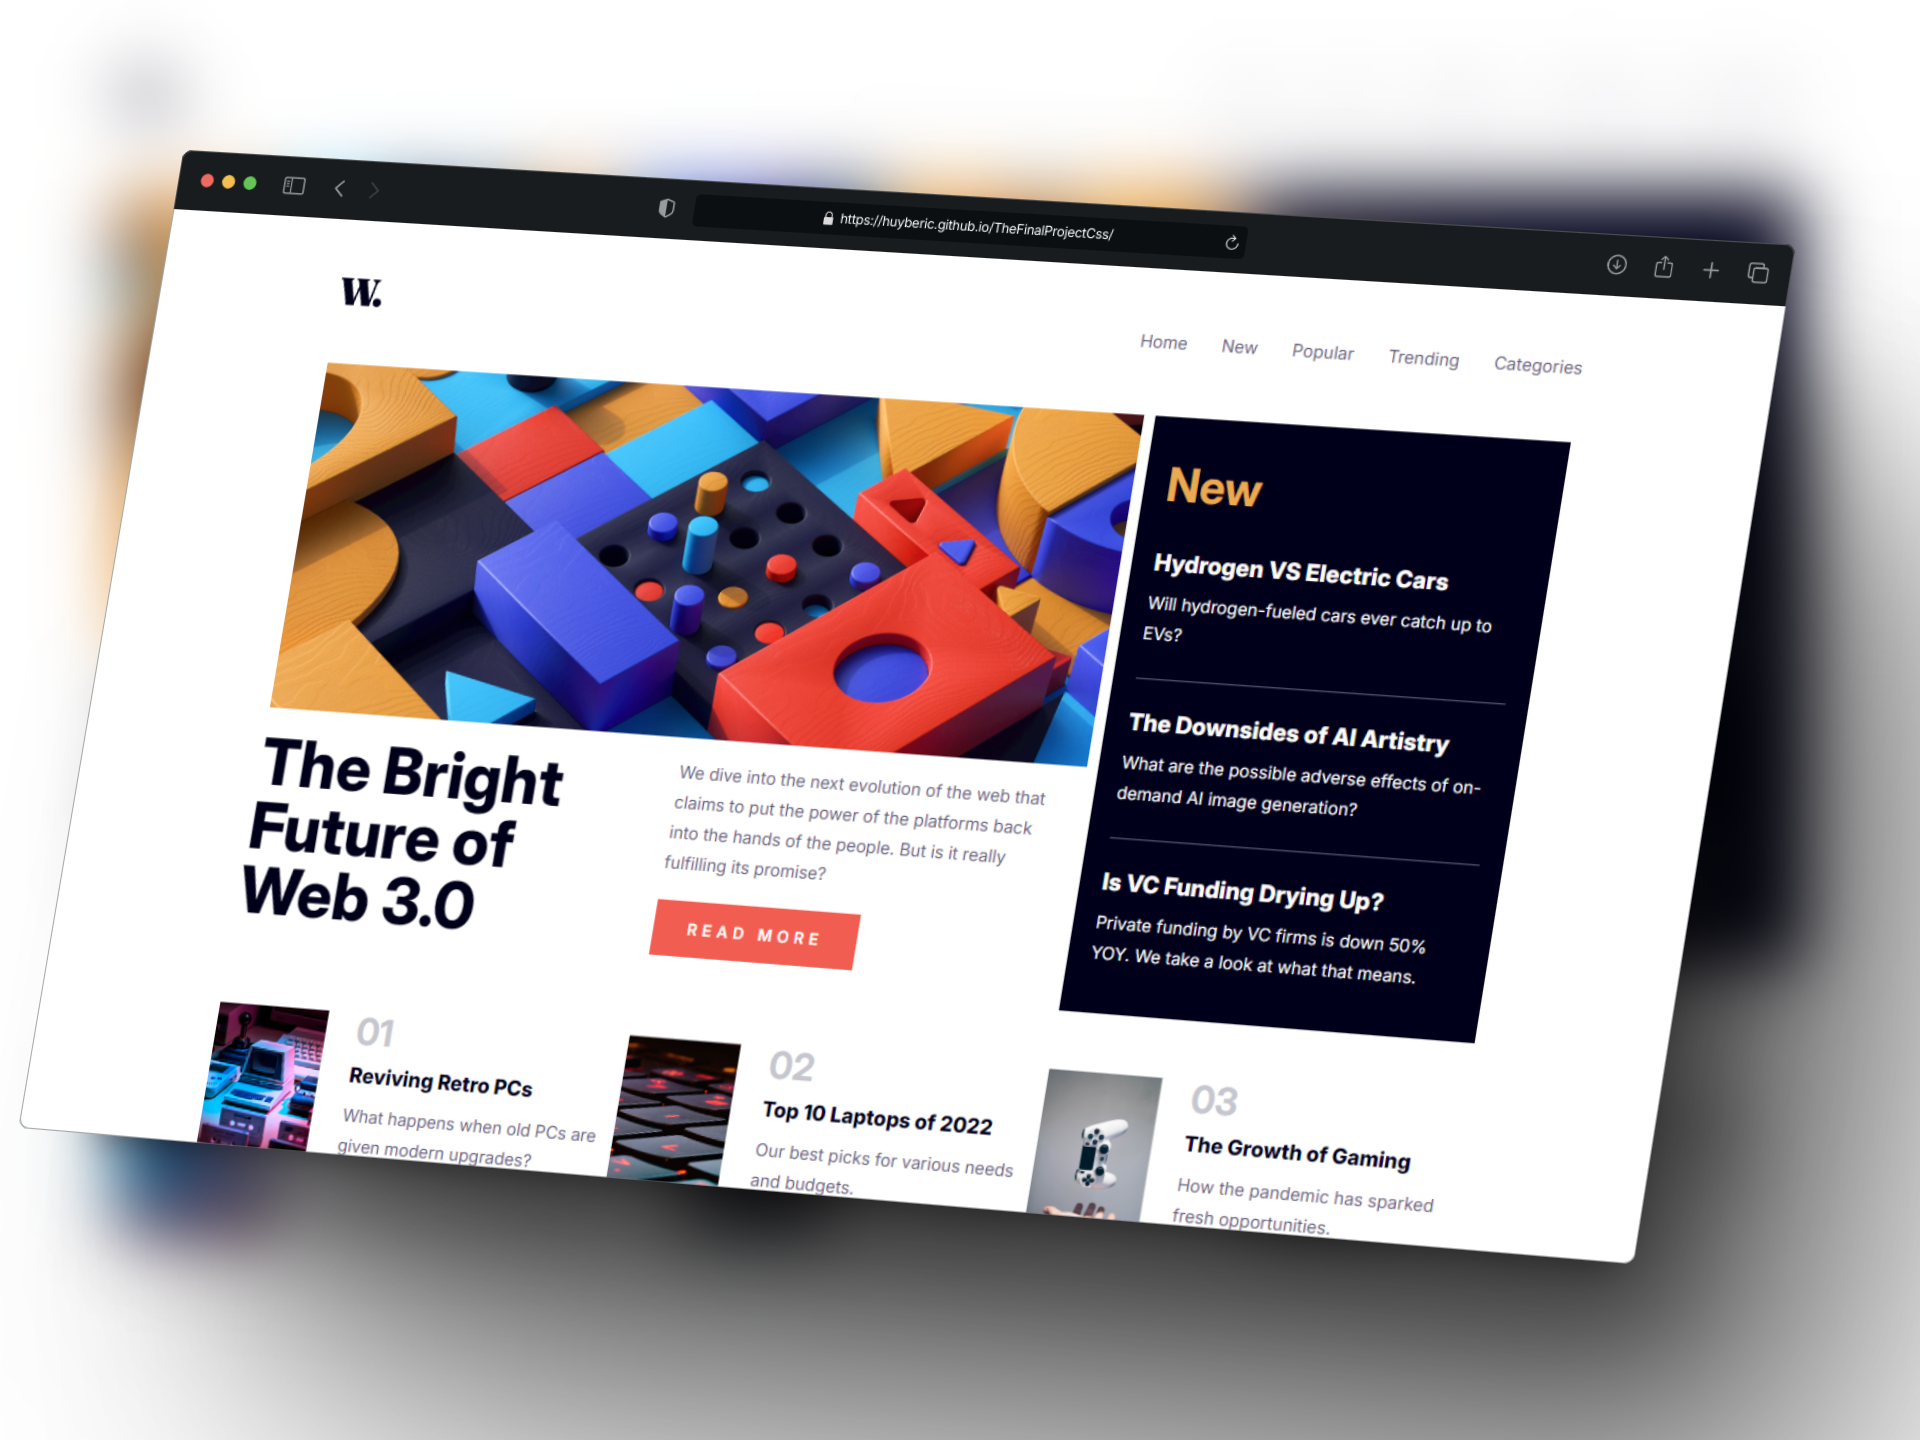 https://huyberic.github.io/TheFinalProjectCss/
W.
Home New Popular Trending Categories
The Bright
Future of
Web 3.0
We dive into the next evolution of the web that
claims to put the power of the platforms back
into the hands of the people. But is it really
fulfilling its promise?
READ MORE
New
Hydrogen VS Electric Cars
Will hydrogen-fueled cars ever catch up to
EVs?
The Downsides of AI Artistry
What are the possible adverse effects of on-
demand AI image generation?
Is VC Funding Drying Up?
Private funding by VC firms is down 50%
YOY. We take a look at what that means.
01
Reviving Retro PCs
What happens when old PCs are
given modern upgrades?
02
Top 10 Laptops of 2022
Our best picks for various needs
and budgets.
03
The Growth of Gaming
How the pandemic has sparked
fresh opportunities.